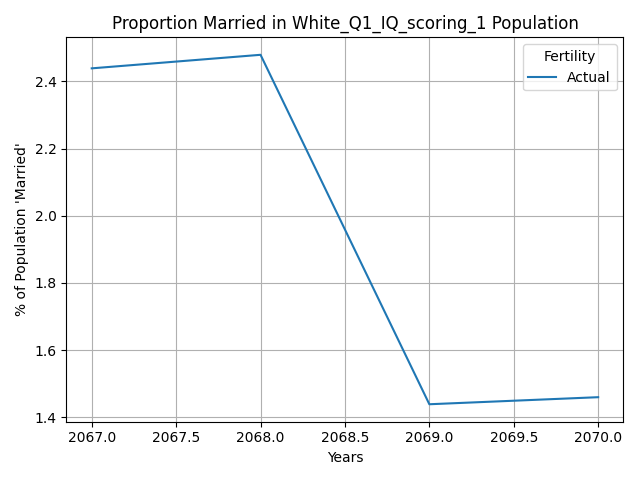 Proportion Married in White_Q1_IQ_scoring_1 Population
Fertility
Actual
% of Population 'Married'
2.4
2.2
2.0
1.8
1.6
1.4
2067.0 2067.5 2068.0 2068.5 2069.0 2069.5 2070.0
Years